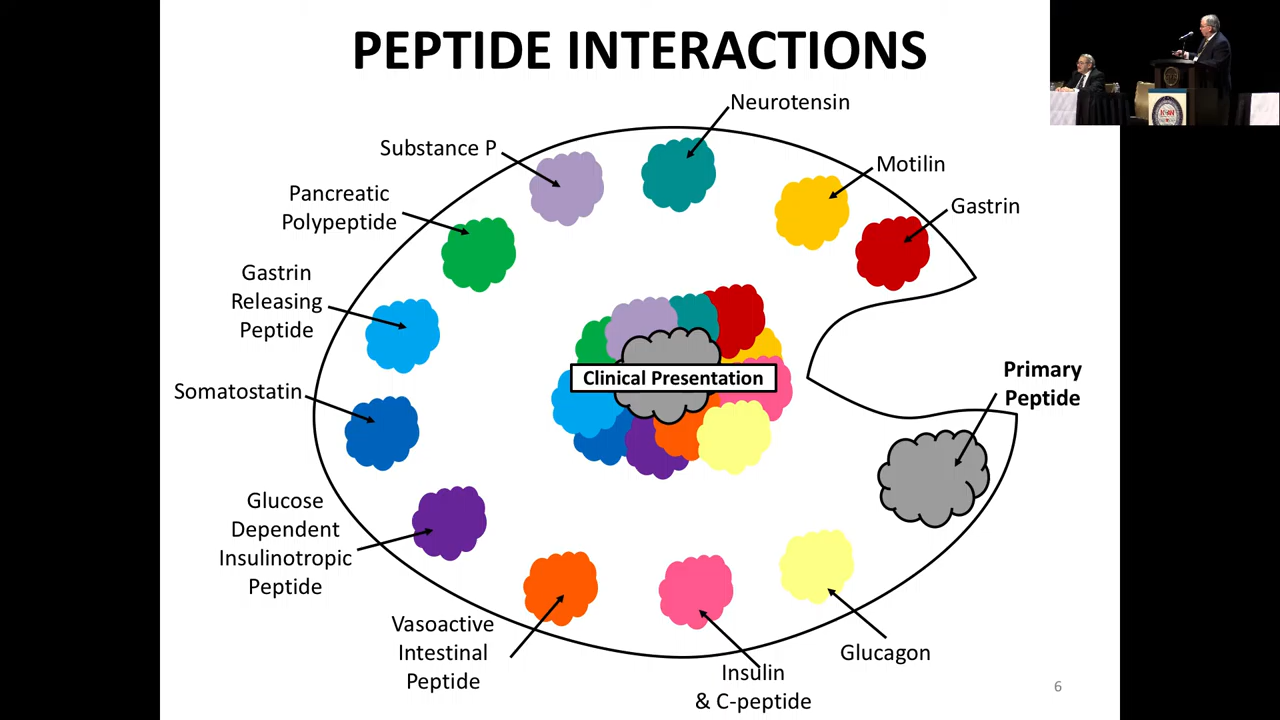 PEPTIDE INTERACTIONS
Neurotensin
Substance P
Motilin
Pancreatic
Polypeptide
Gastrin
Gastrin
Releasing
Peptide
Primary
Peptide
Clinical Presentation
Somatostatin
Glucose
Dependent
Insulinotropic
Peptide
Vasoactive
Intestinal
Peptide
Insulin
& C-peptide
Glucagon
6